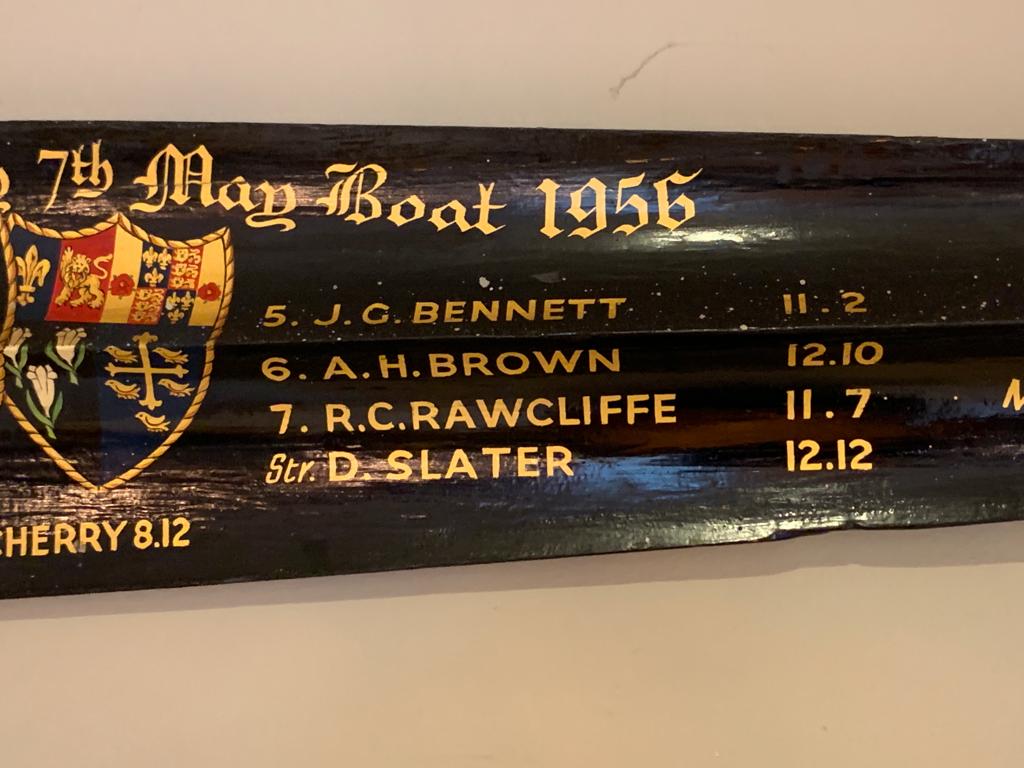 7th May Boat 1956
5. J.G. BENNETT 11.2
6. A.H. BROWN 12.10
7. R.C. RAWCLIFFE 11.7
Str. D. SLATER 12.12
CHERRY 8.12